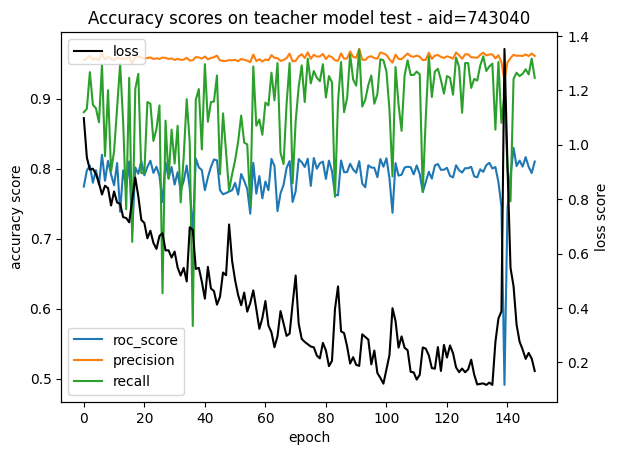 Accuracy scores on teacher model test - aid=743040
loss
roc_score
precision
recall
accuracy score
0.5
0.6
0.7
0.8
0.9
loss score
0.2
0.4
0.6
0.8
1.0
1.2
1.4
0 20 40 60 80 100 120 140
epoch